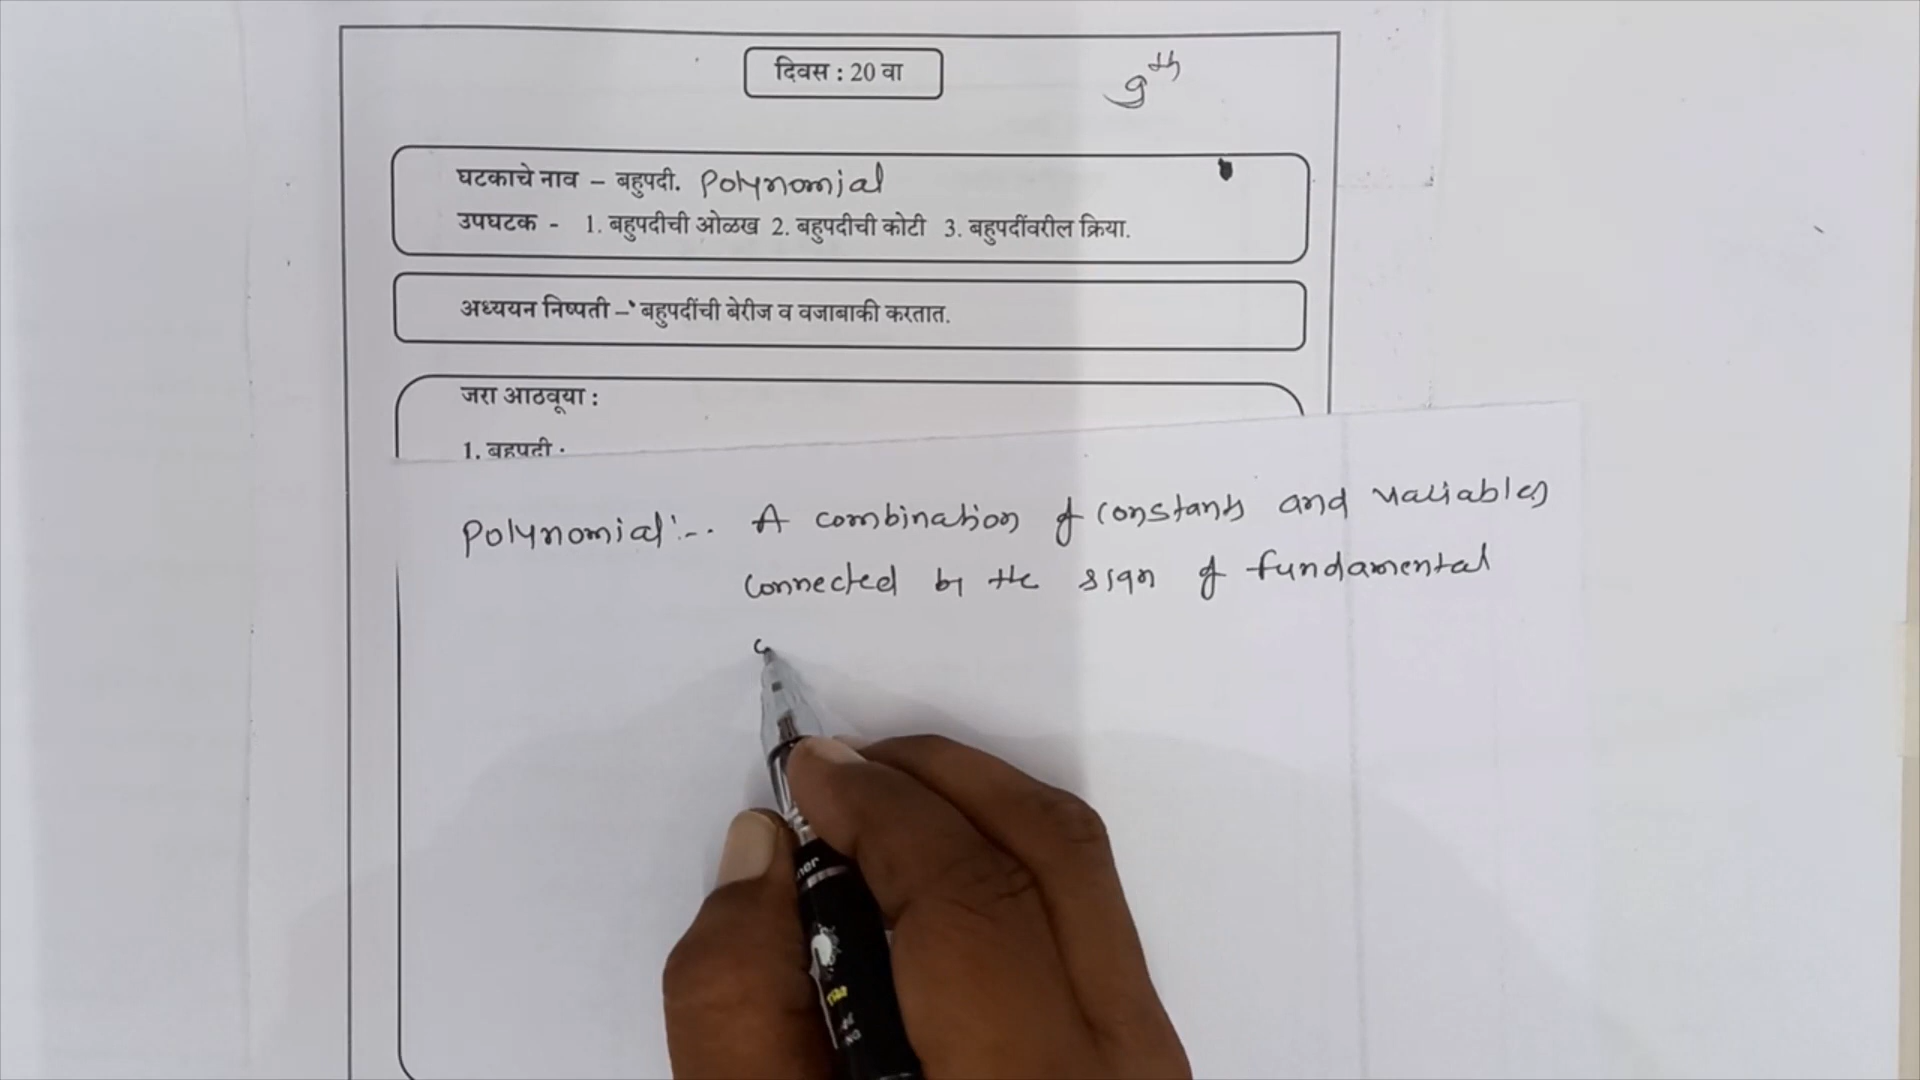 दिवस : 20 वा
9th
घटकाचे नाव – बहुपदी. Polynomial
उपघटक - 1. बहुपदीची ओळख 2. बहुपदीची कोटी 3. बहुपदींवरील क्रिया.
अध्ययन निष्पती – बहुपदींची बेरीज व वजाबाकी करतात.
जरा आठवूया :
1. बहुपदी :
Polynomial :- A combination of constants and variables
connected by the sign of fundamental